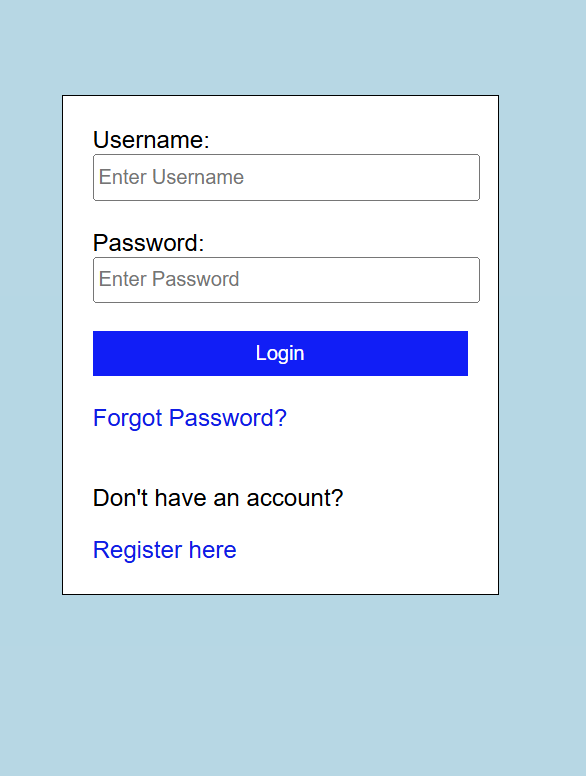 Username:
Enter Username
Password:
Enter Password
Login
Forgot Password?
Don't have an account?
Register here